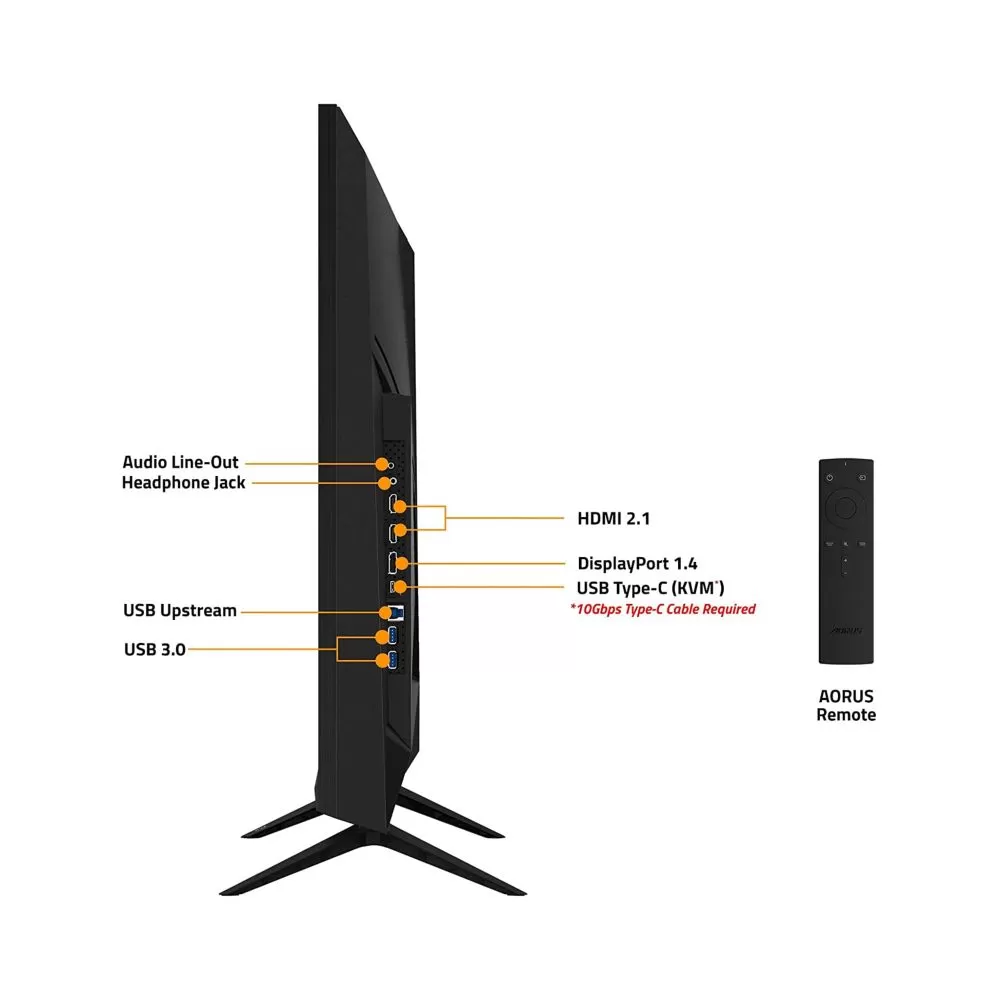 Audio Line-Out
Headphone Jack
HDMI 2.1
DisplayPort 1.4
USB Type-C (KVM*)
*10Gbps Type-C Cable Required
USB Upstream
USB 3.0
AORUS
AORUS
Remote